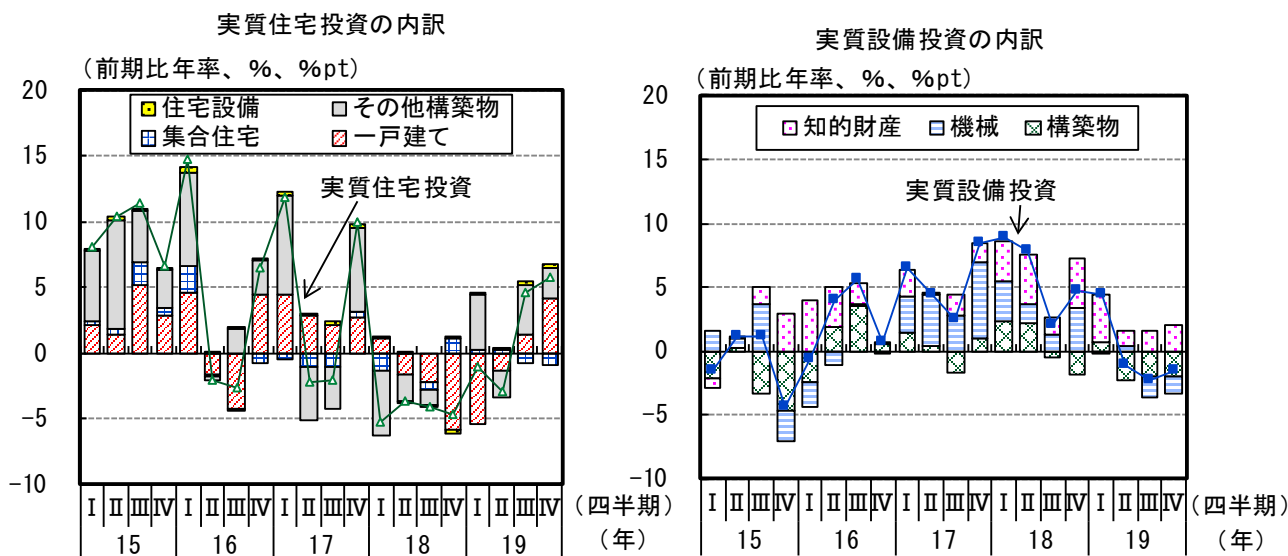 実質住宅投資の内訳
（前期比年率、%、%pt）
20
15
10
5
0
-5
-10
住宅設備 その他構築物
集合住宅 一戸建て
実質住宅投資
Ⅰ Ⅱ Ⅲ Ⅳ Ⅰ Ⅱ Ⅲ Ⅳ Ⅰ Ⅱ Ⅲ Ⅳ Ⅰ Ⅱ Ⅲ Ⅳ Ⅰ Ⅱ Ⅲ Ⅳ （四半期）
15 16 17 18 19 （年）
実質設備投資の内訳
（前期比年率、%、%pt）
20
15
10
5
0
-5
-10
知的財産 機械 構築物
実質設備投資
Ⅰ Ⅱ Ⅲ Ⅳ Ⅰ Ⅱ Ⅲ Ⅳ Ⅰ Ⅱ Ⅲ Ⅳ Ⅰ Ⅱ Ⅲ Ⅳ Ⅰ Ⅱ Ⅲ Ⅳ （四半期）
15 16 17 18 19 （年）